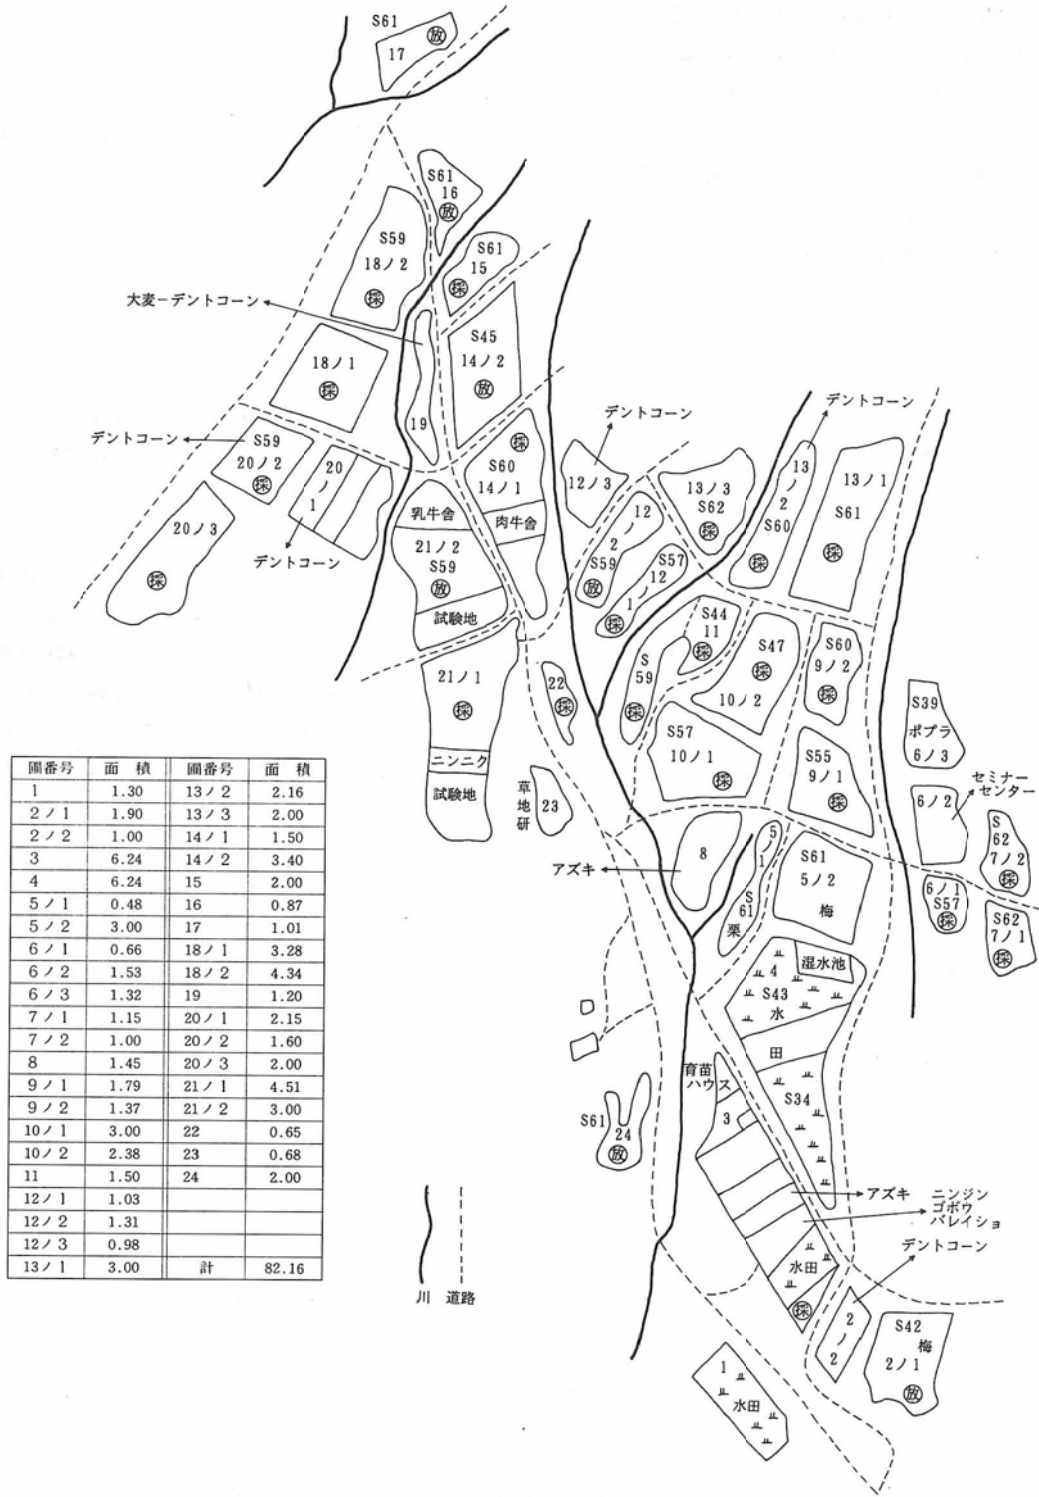 S61
17
放
S61
16
放
S59
18ノ2
採
S61
15
採
大麦−デントコーン
S45
14ノ2
放
18ノ1
採
19
デントコーン
デントコーン
デントコーン
S59
20ノ2
採
20ノ1
採
S60
14ノ1
12ノ3
13ノ3
S62
採
13ノ2
S60
採
13ノ1
S61
採
20ノ3
採
デントコーン
乳牛舎
肉牛舎
21ノ2
S59
放
試験地
12ノ2
S59
放
S57
12ノ1
採
S44
11
採
S59
採
S47
採
10ノ2
S60
9ノ2
採
21ノ1
採
22
採
S57
10ノ1
採
S55
9ノ1
採
S39
ポプラ
6ノ3
ニンニク
試験地
草地研
23
6ノ2
セミナー
センター
S62
7ノ2
採
アズキ
8
5ノ1
S61
栗
S61
5ノ2
梅
6ノ1
S57
採
S62
7ノ1
採
4
湿水池
S43
水
田
S34
育苗
ハウス
3
S61
24
放
アズキ
ニンジン
ゴボウ
バレイショ
水田
採
デントコーン
2ノ2
S42
梅
2ノ1
放
1
水田
川 道路
圃番号 面積 圃番号 面積
1 1.30 13ノ2 2.16
2ノ1 1.90 13ノ3 2.00
2ノ2 1.00 14ノ1 1.50
3 6.24 14ノ2 3.40
4 6.24 15 2.00
5ノ1 0.48 16 0.87
5ノ2 3.00 17 1.01
6ノ1 0.66 18ノ1 3.28
6ノ2 1.53 18ノ2 4.34
6ノ3 1.32 19 1.20
7ノ1 1.15 20ノ1 2.15
7ノ2 1.00 20ノ2 1.60
8 1.45 20ノ3 2.00
9ノ1 1.79 21ノ1 4.51
9ノ2 1.37 21ノ2 3.00
10ノ1 3.00 22 0.65
10ノ2 2.38 23 0.68
11 1.50 24 2.00
12ノ1 1.03
12ノ2 1.31
12ノ3 0.98
13ノ1 3.00 計 82.16